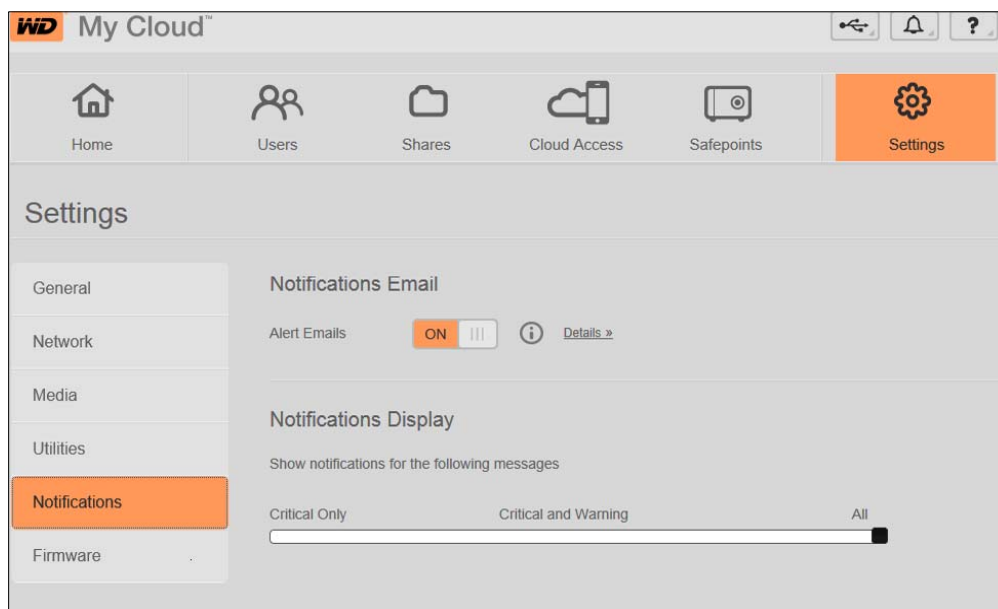 WD My Cloud™
?
Home Users Shares Cloud Access Safepoints Settings
Settings
General
Network
Media
Utilities
Notifications
Firmware
Notifications Email
Alert Emails ON Details »
Notifications Display
Show notifications for the following messages
Critical Only Critical and Warning All